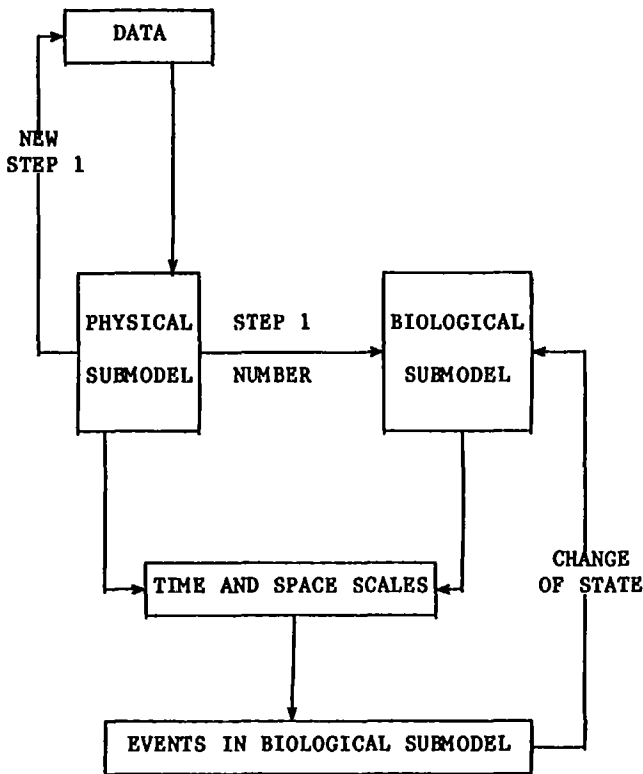 DATA
NEW
STEP 1
PHYSICAL
SUBMODEL
STEP 1
NUMBER
BIOLOGICAL
SUBMODEL
TIME AND SPACE SCALES
CHANGE
OF STATE
EVENTS IN BIOLOGICAL SUBMODEL